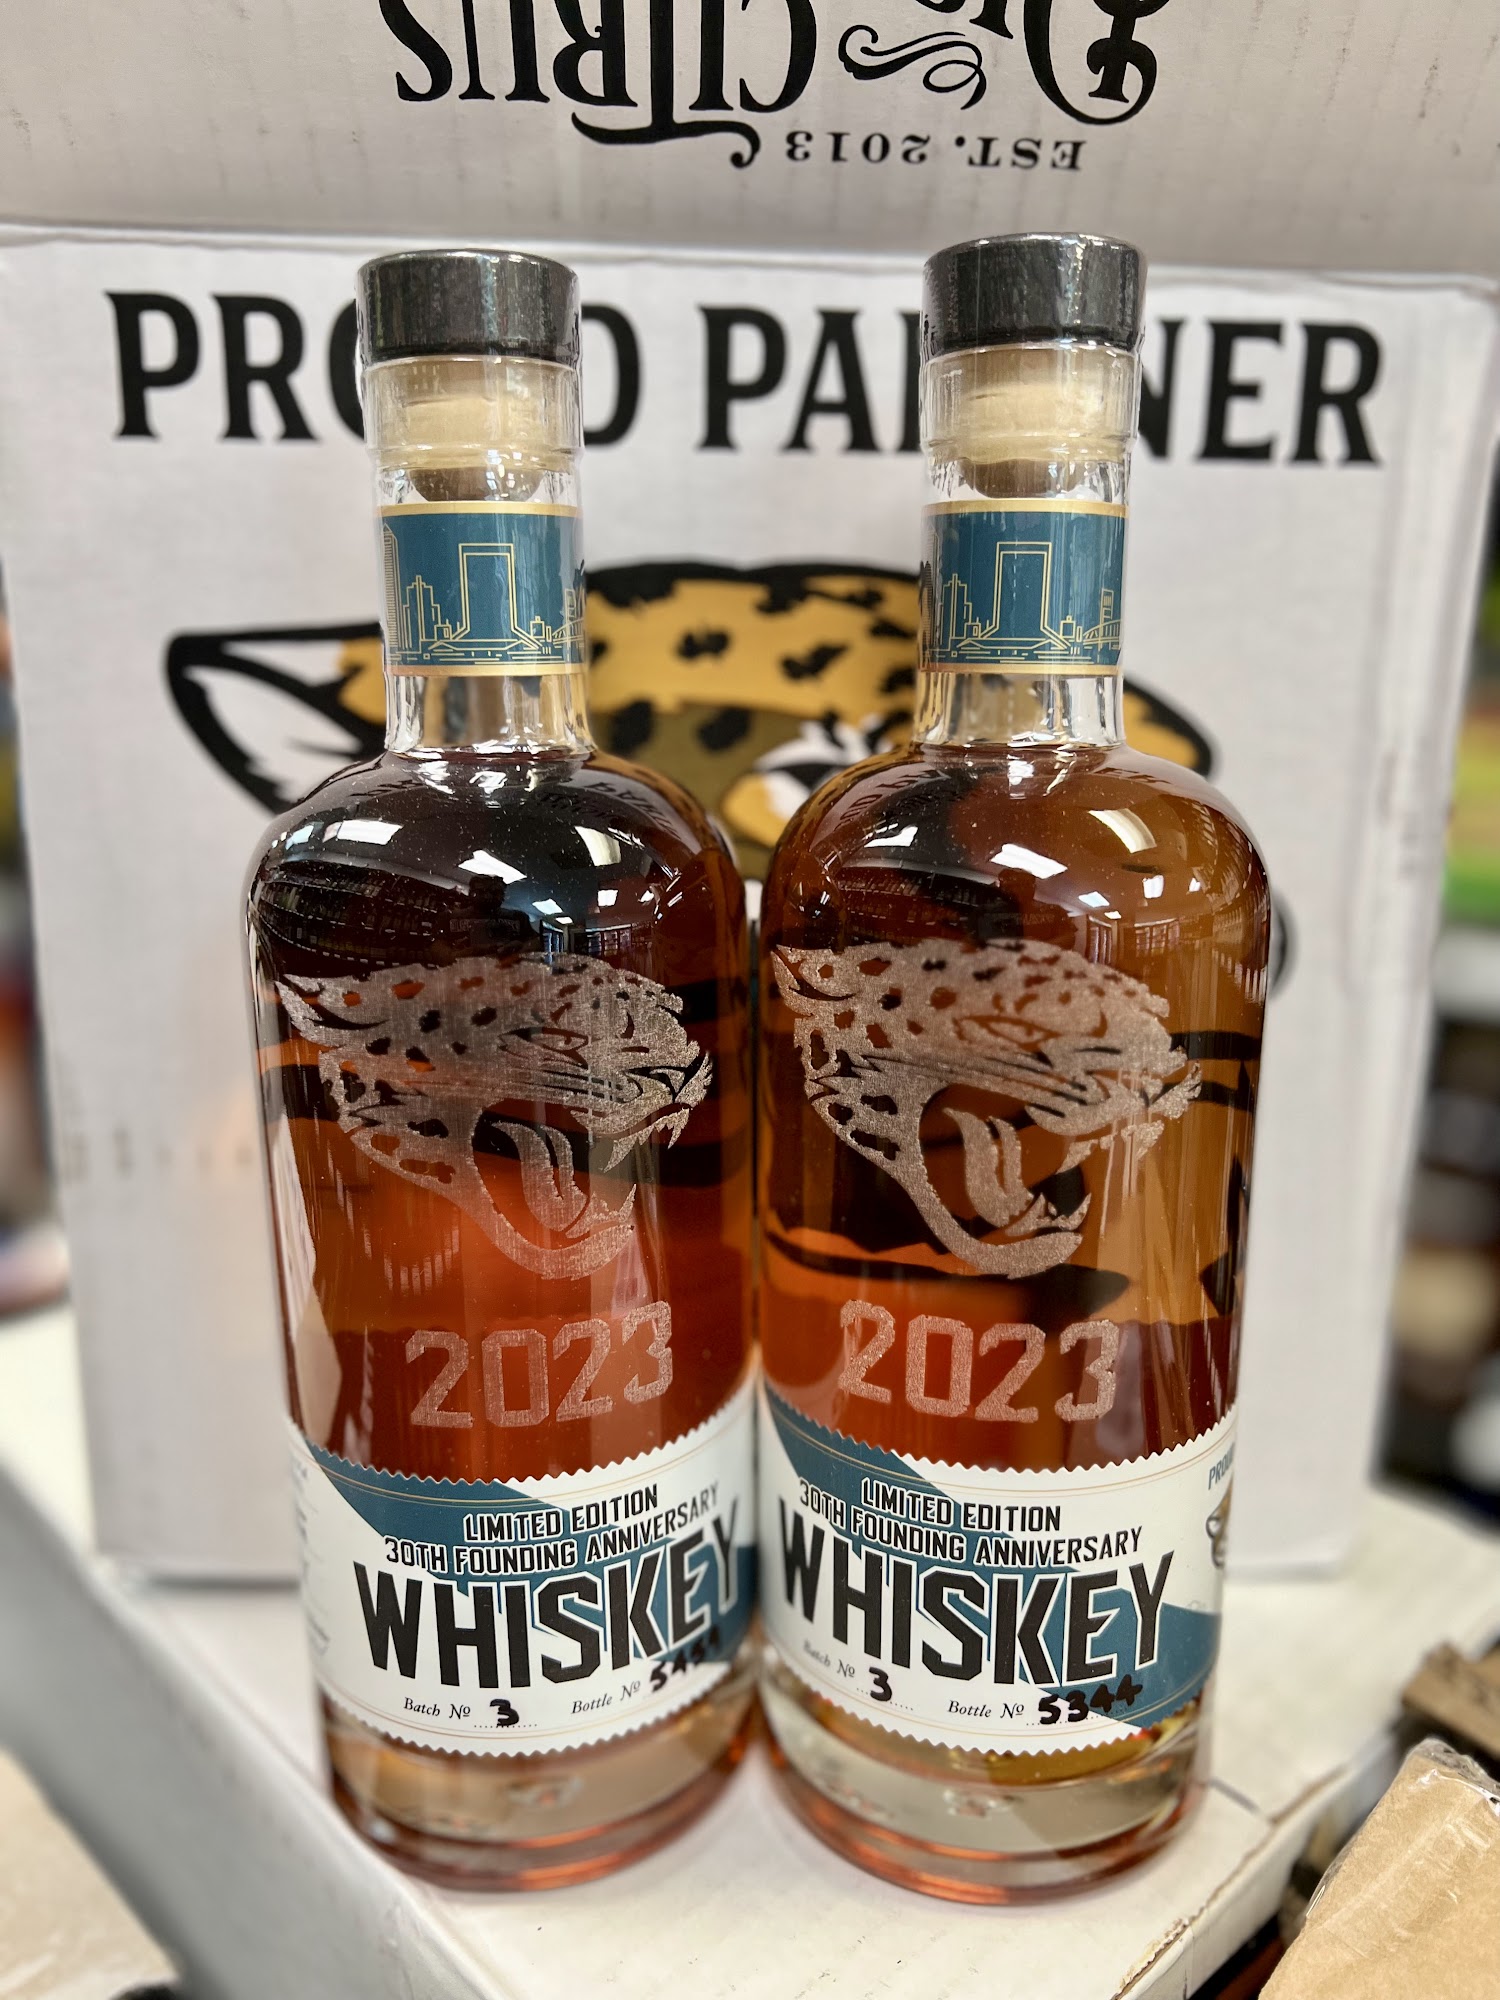 CITRUS
EST. 2013
PROUD PARTNER
2023
LIMITED EDITION
30TH FOUNDING ANNIVERSARY
WHISKEY
Batch Nº 3
Bottle Nº
2023
LIMITED EDITION
30TH FOUNDING ANNIVERSARY
WHISKEY
Batch Nº 3
Bottle Nº 5344